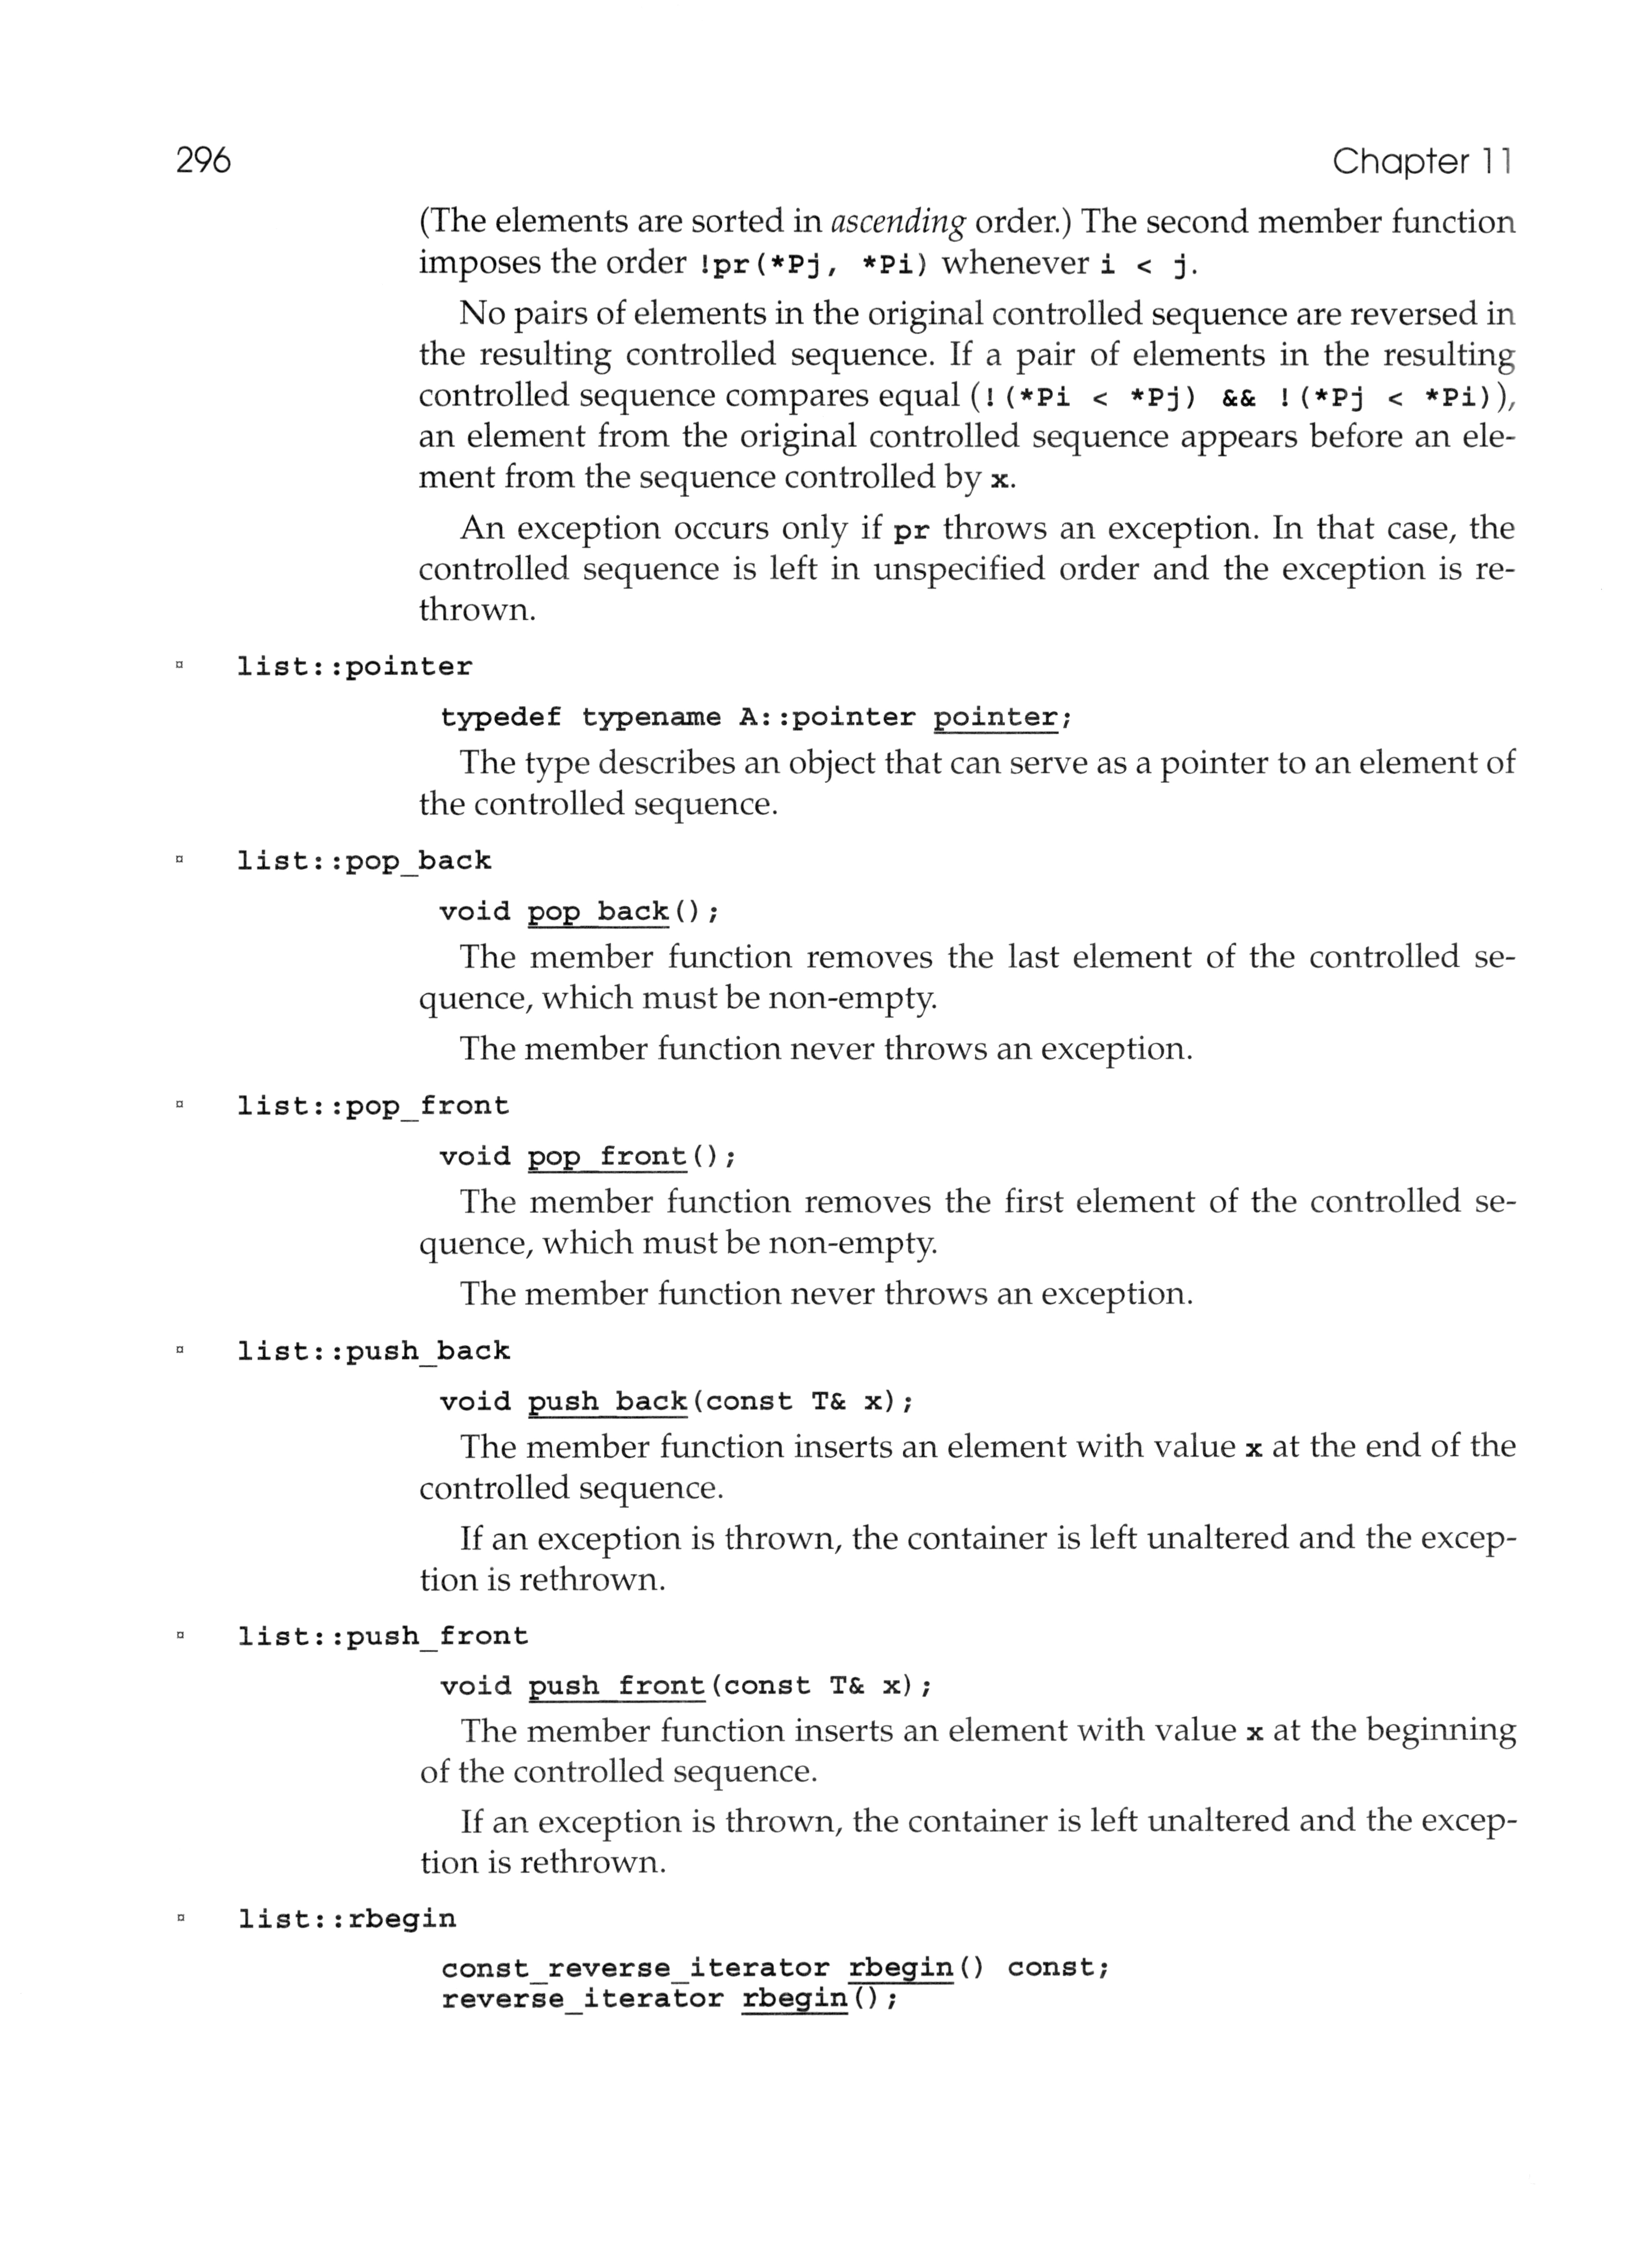 296 Chapter 11
(The elements are sorted in ascending order.) The second member function
imposes the order !pr(*Pj, *Pi) whenever i < j.
No pairs of elements in the original controlled sequence are reversed in
the resulting controlled sequence. If a pair of elements in the resulting
controlled sequence compares equal (!(*Pi < *Pj) && !(*Pj < *Pi)),
an element from the original controlled sequence appears before an ele-
ment from the sequence controlled by x.
An exception occurs only if pr throws an exception. In that case, the
controlled sequence is left in unspecified order and the exception is re-
thrown.
list::pointer
typedef typename A::pointer pointer;
The type describes an object that can serve as a pointer to an element of
the controlled sequence.
list::pop_back
void pop_back();
The member function removes the last element of the controlled se-
quence, which must be non-empty.
The member function never throws an exception.
list::pop_front
void pop_front();
The member function removes the first element of the controlled se-
quence, which must be non-empty.
The member function never throws an exception.
list::push_back
void push_back(const T& x);
The member function inserts an element with value x at the end of the
controlled sequence.
If an exception is thrown, the container is left unaltered and the excep-
tion is rethrown.
list::push_front
void push_front(const T& x);
The member function inserts an element with value x at the beginning
of the controlled sequence.
If an exception is thrown, the container is left unaltered and the excep-
tion is rethrown.
list::rbegin
const_reverse_iterator rbegin() const;
reverse_iterator rbegin();